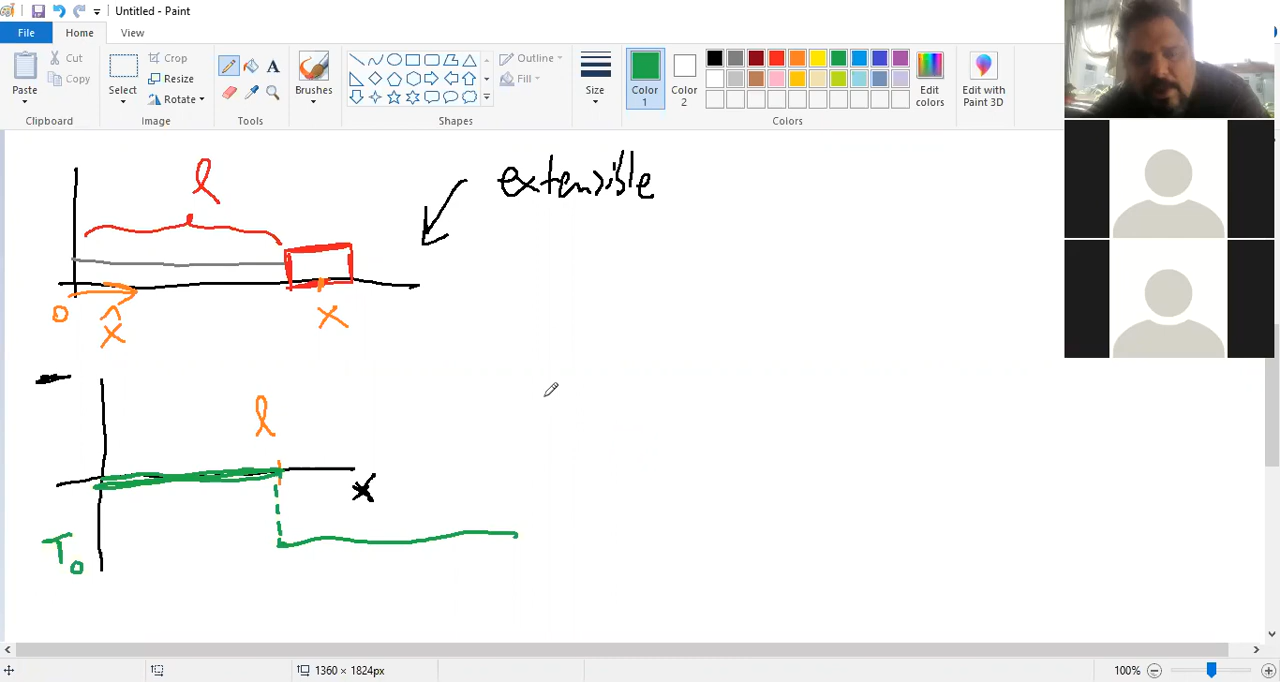 Untitled - Paint
File
Home
View
Paste
Cut
Copy
Clipboard
Select
Crop
Resize
Rotate
Image
A
Tools
Brushes
Outline
Fill
Shapes
Size
Color 1
Color 2
Edit colors
Edit with Paint 3D
Colors
l
extensible
0
x̂
x
l
x
T₀
1360 × 1824px
100%